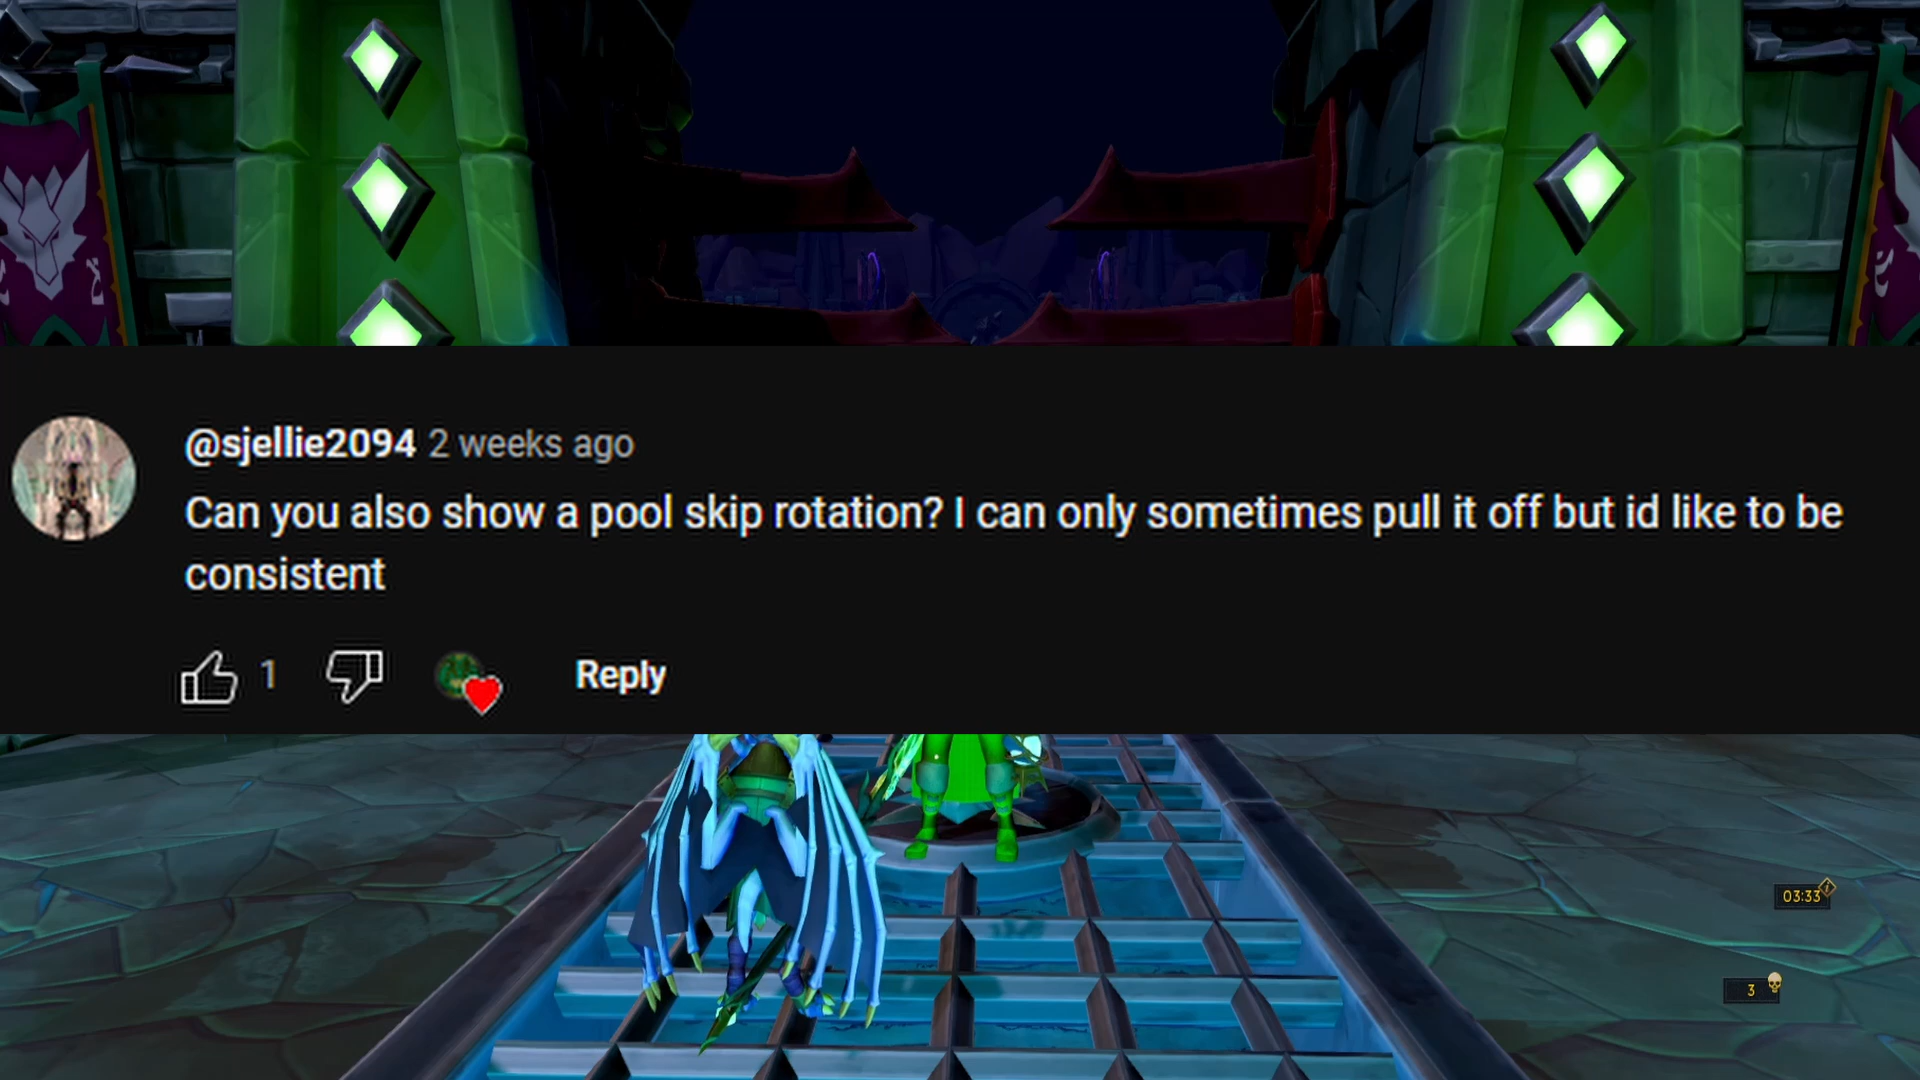 @sjellie2094 2 weeks ago
Can you also show a pool skip rotation? I can only sometimes pull it off but id like to be
consistent
1
Reply
03:33
3